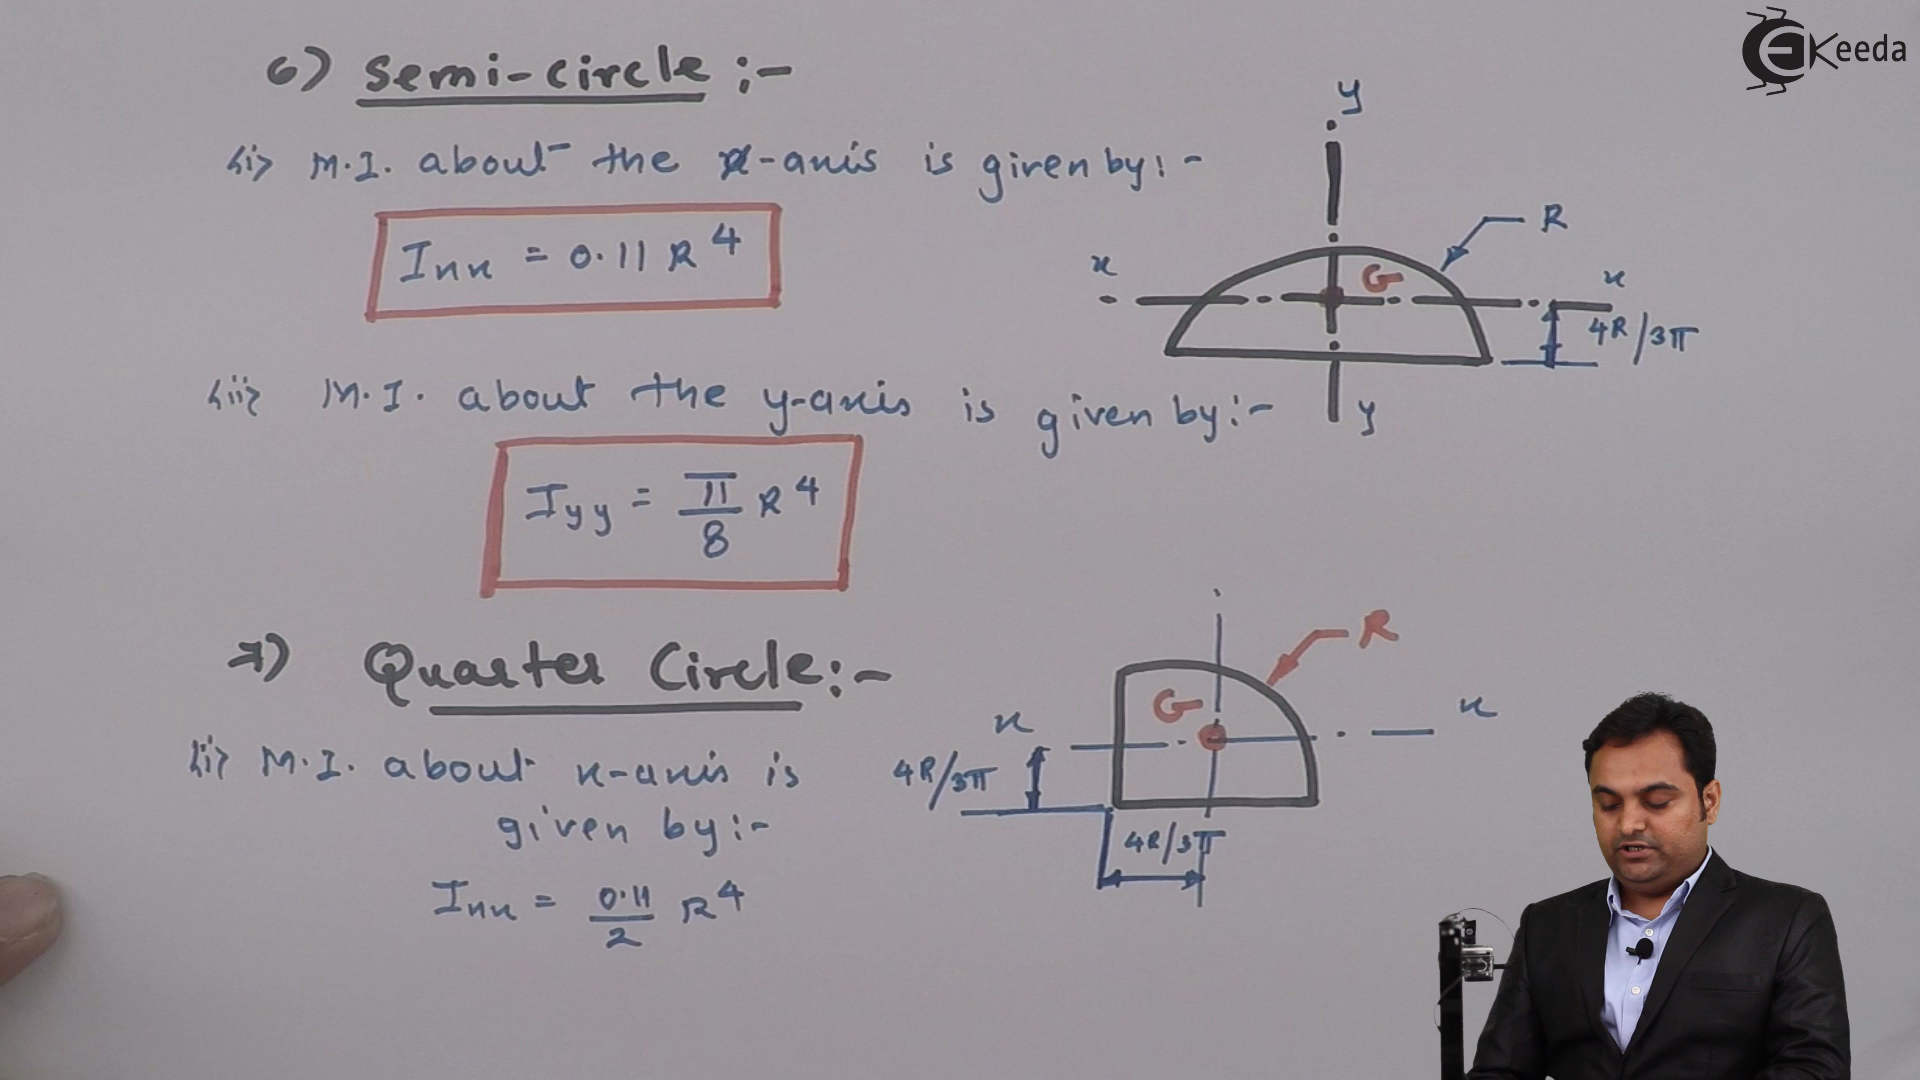 6) Semi-circle :-
(i) M.I. about the x-axis is given by:-
Ixx = 0.11 R⁴
(ii) M.I. about the y-axis is given by:-
Iyy = π/8 R⁴
y
R
x
G
x
4R/3π
y
7) Quarter Circle:-
(i) M.I. about x-axis is
given by:-
Ixx = 0.11/2 R⁴
R
G
x
x
4R/3π
4R/3π
eKeeda